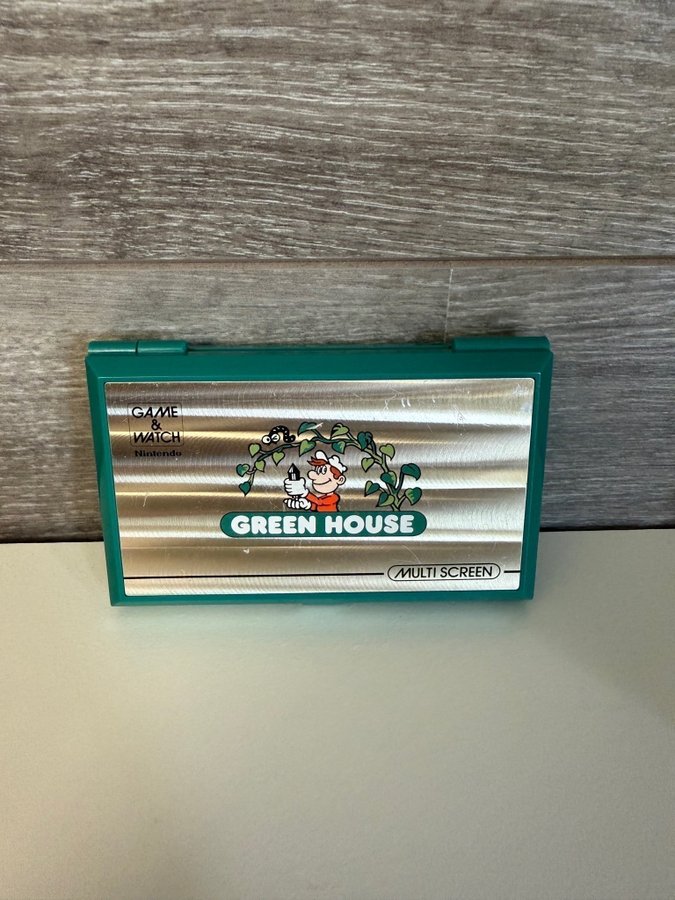 GAME
&
WATCH
Nintendo
GREEN HOUSE
MULTI SCREEN